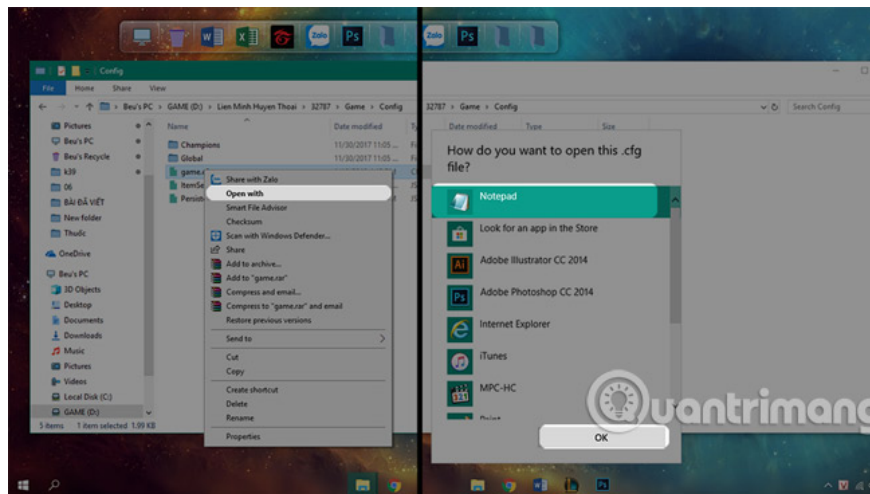 Zalo
Ps
Zalo
Ps
Config
File Home Share View
Beu's PC > GAME (D:) > Lien Minh Huyen Thoai > 32787 > Game > Config
Pictures
Beu's PC
Beu's Recycle
k39
06
BÀI ĐÃ VIẾT
New folder
Thuốc
OneDrive
Beu's PC
3D Objects
Desktop
Documents
Downloads
Music
Pictures
Videos
Local Disk (C:)
GAME (D:)
5 items 1 item selected 1.99 KB
Name Date modified
Champions 11/30/2017 11:05 ...
Global 11/30/2017 11:05 ...
Share with Zalo
Open with
Smart File Advisor
Checksum
Scan with Windows Defender...
Share
Add to archive...
Add to "game.rar"
Compress and email...
Compress to "game.rar" and email
Restore previous versions
Send to
Cut
Copy
Create shortcut
Delete
Rename
Properties
32787 > Game > Config
Search Config
Date modified Type Size
How do you want to open this .cfg
file?
Notepad
Look for an app in the Store
Ai Adobe Illustrator CC 2014
Ps Adobe Photoshop CC 2014
Internet Explorer
iTunes
MPC-HC
OK
Quantrimang